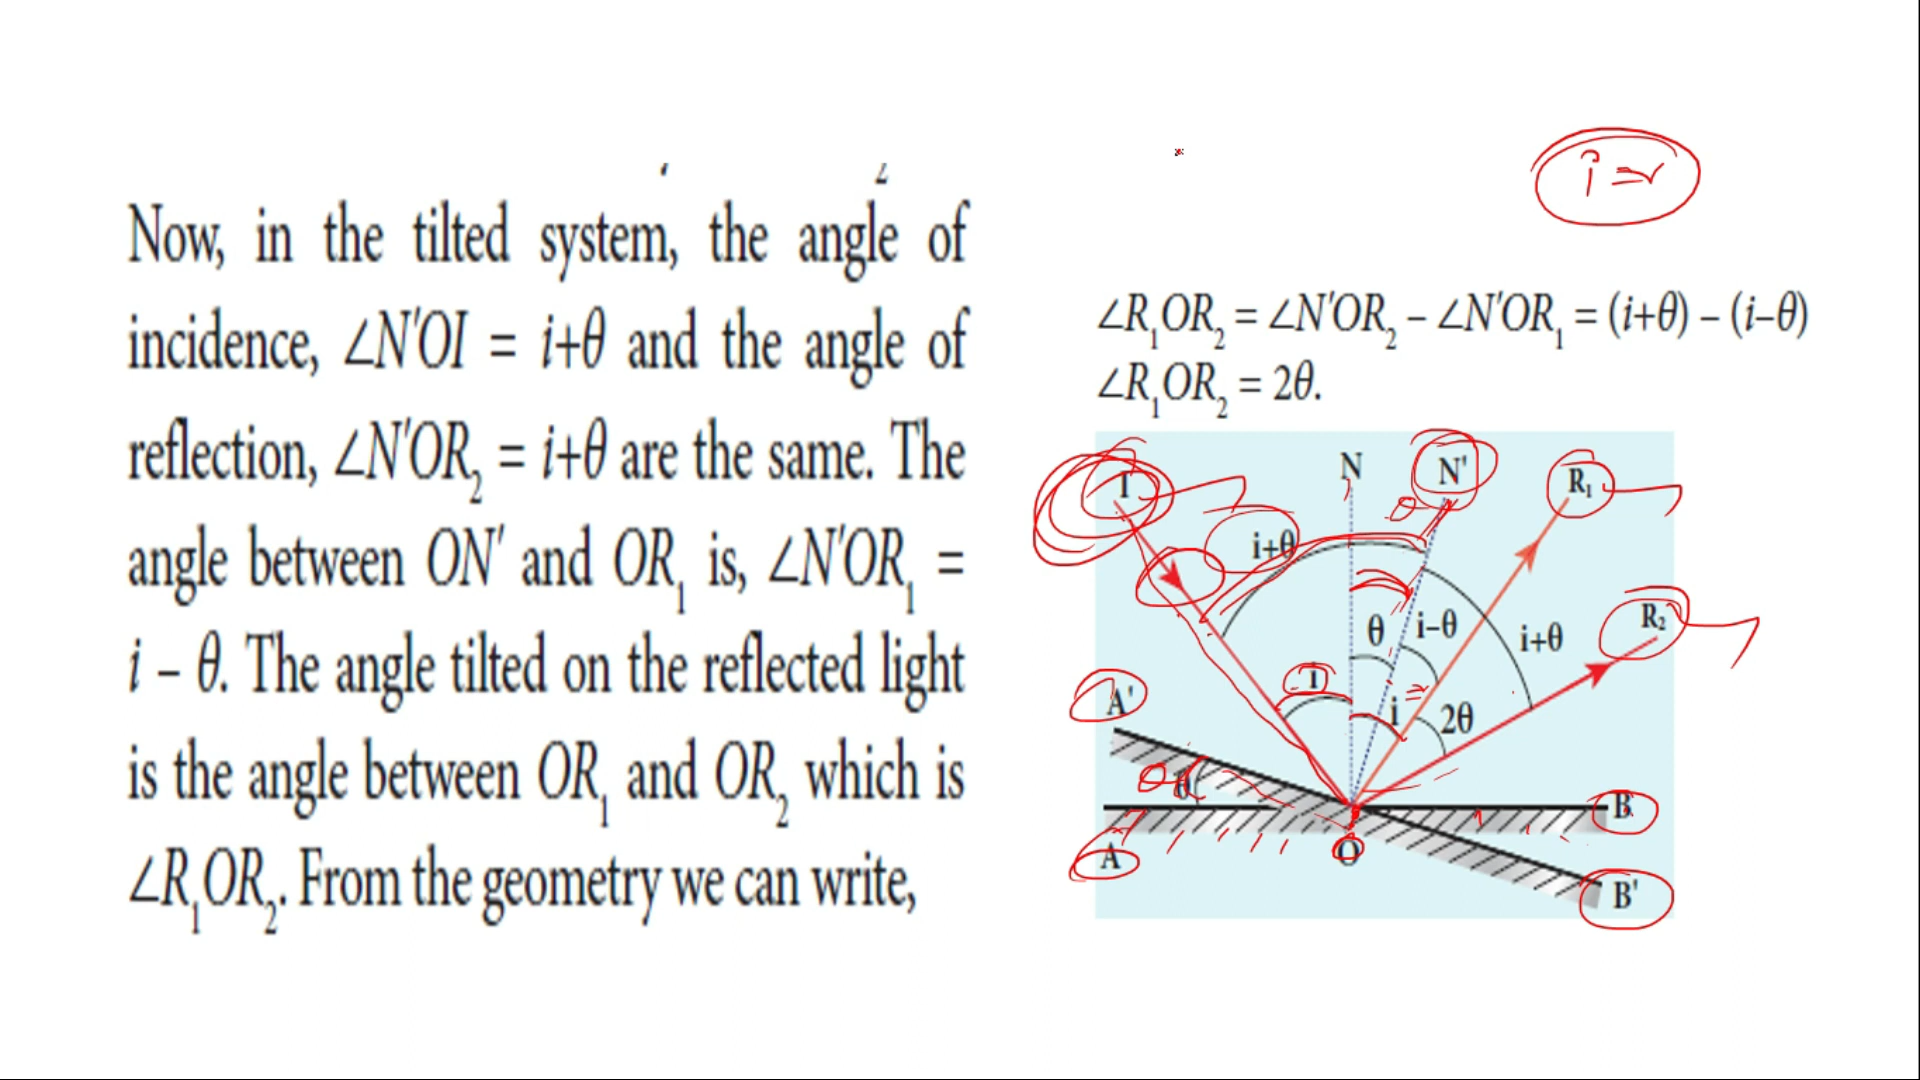 Now, in the tilted system, the angle of
incidence, ∠N'OI = i+θ and the angle of
reflection, ∠N'OR₂ = i+θ are the same. The
angle between ON' and OR₁ is, ∠N'OR₁ =
i – θ. The angle tilted on the reflected light
is the angle between OR₁ and OR₂ which is
∠R₁OR₂. From the geometry we can write,
i = r
∠R₁OR₂ = ∠N'OR₂ – ∠N'OR₁ = (i+θ) – (i–θ)
∠R₁OR₂ = 2θ.
I N N' R₁
θ
i+θ
θ i–θ i+θ R₂
A' i i 2θ
θ θ
A O B
B'